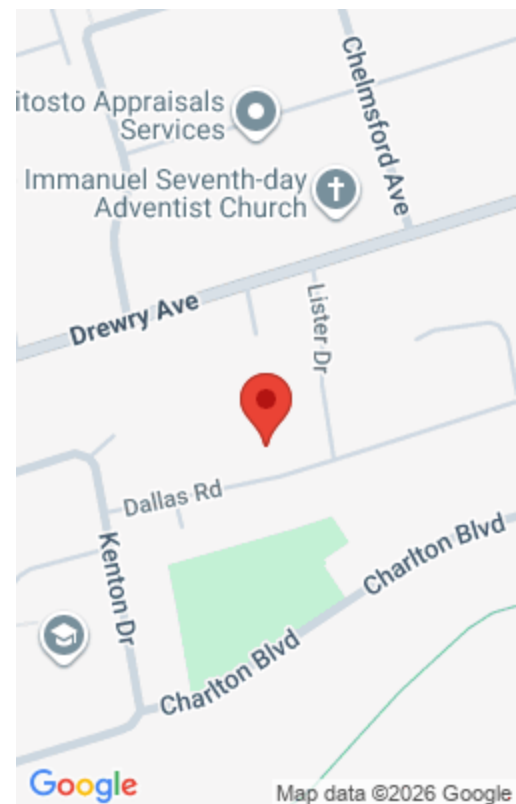 itosto Appraisals
Services
Chelmsford Ave
Immanuel Seventh-day
Adventist Church
Drewry Ave
Lister Dr
Dallas Rd
Kenton Dr
Charlton Blvd
Charlton Blvd
Google
Map data ©2026 Google